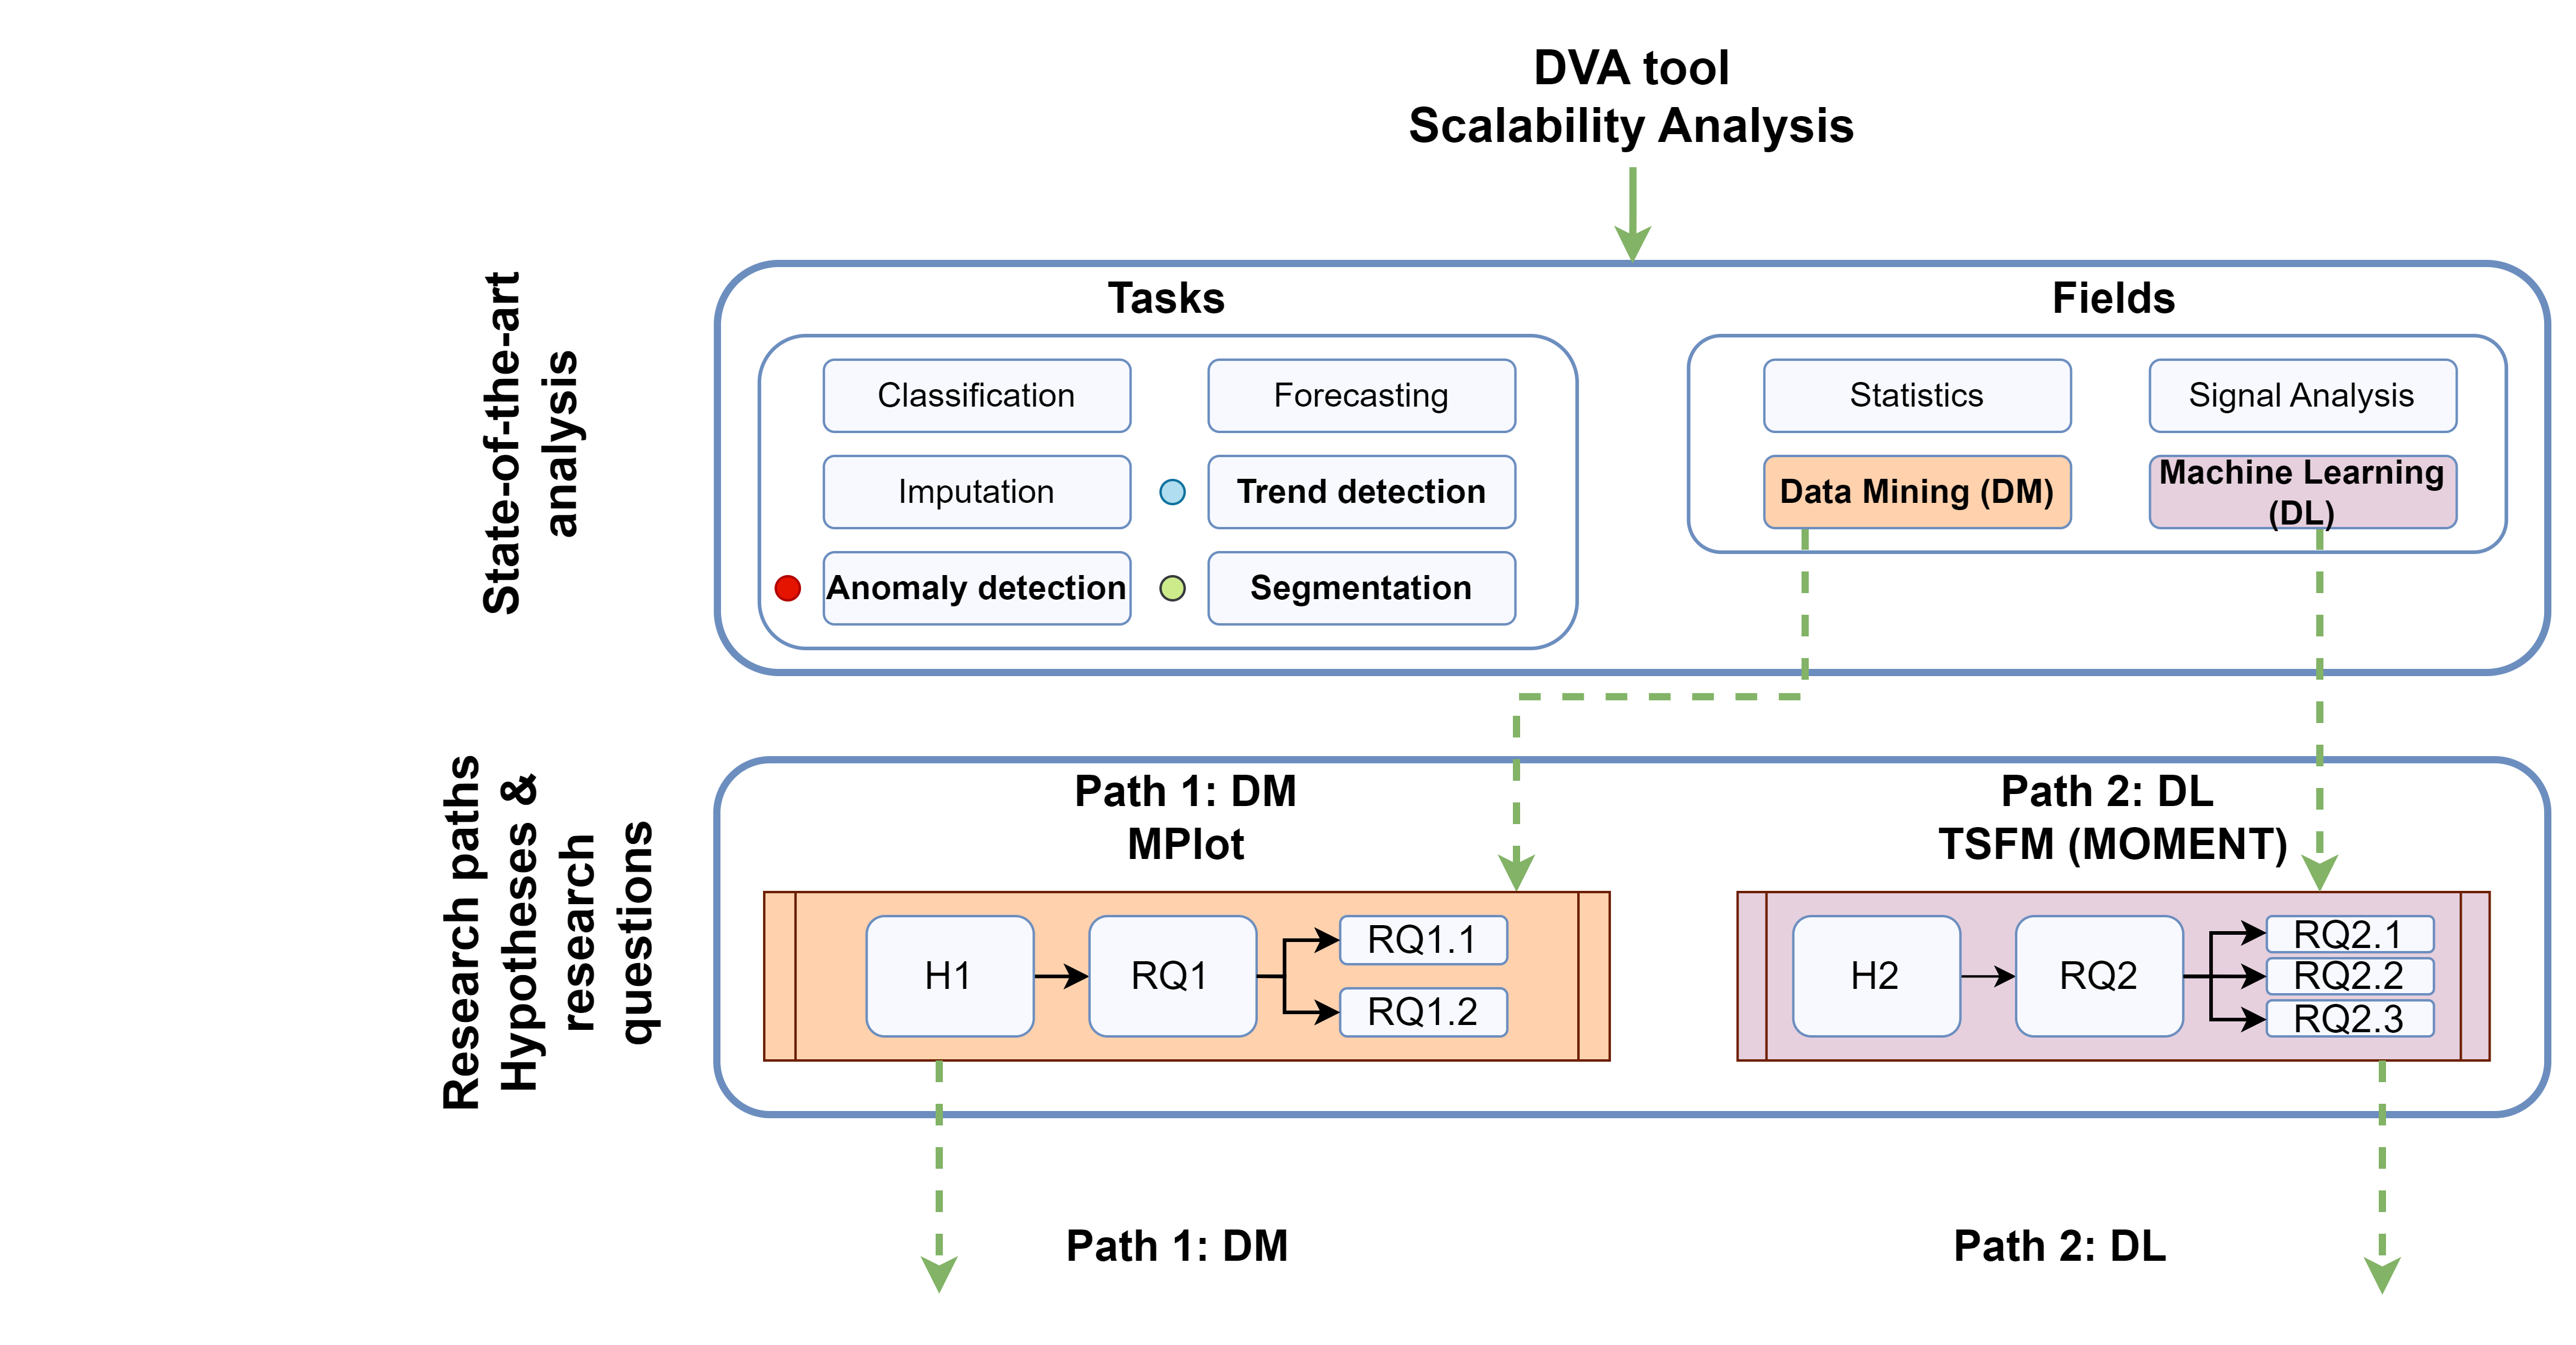 DVA tool
Scalability Analysis
State-of-the-art
analysis
Tasks
Fields
Classification
Forecasting
Statistics
Signal Analysis
Imputation
Trend detection
Data Mining (DM)
Machine Learning
(DL)
Anomaly detection
Segmentation
Research paths
Hypotheses &
research
questions
Path 1: DM
MPlot
Path 2: DL
TSFM (MOMENT)
H1
RQ1
RQ1.1
RQ1.2
H2
RQ2
RQ2.1
RQ2.2
RQ2.3
Path 1: DM
Path 2: DL